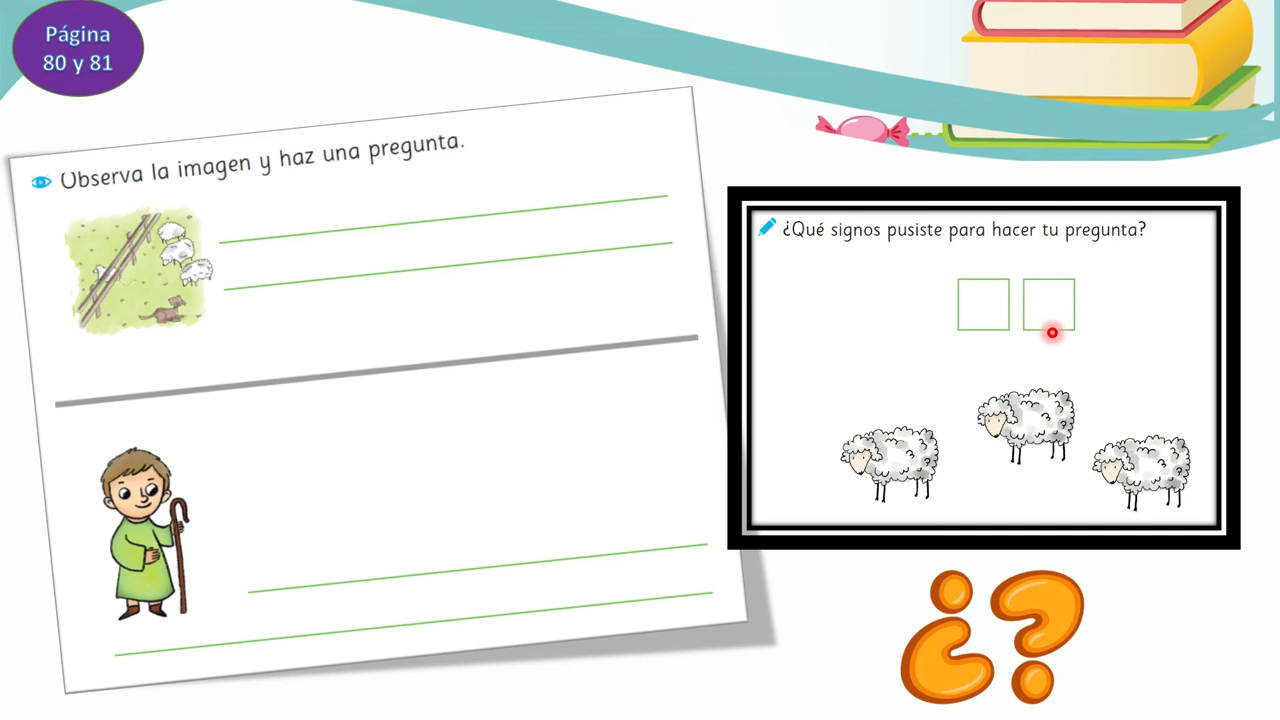 Página
80 y 81
Observa la imagen y haz una pregunta.
¿Qué signos pusiste para hacer tu pregunta?
¿?